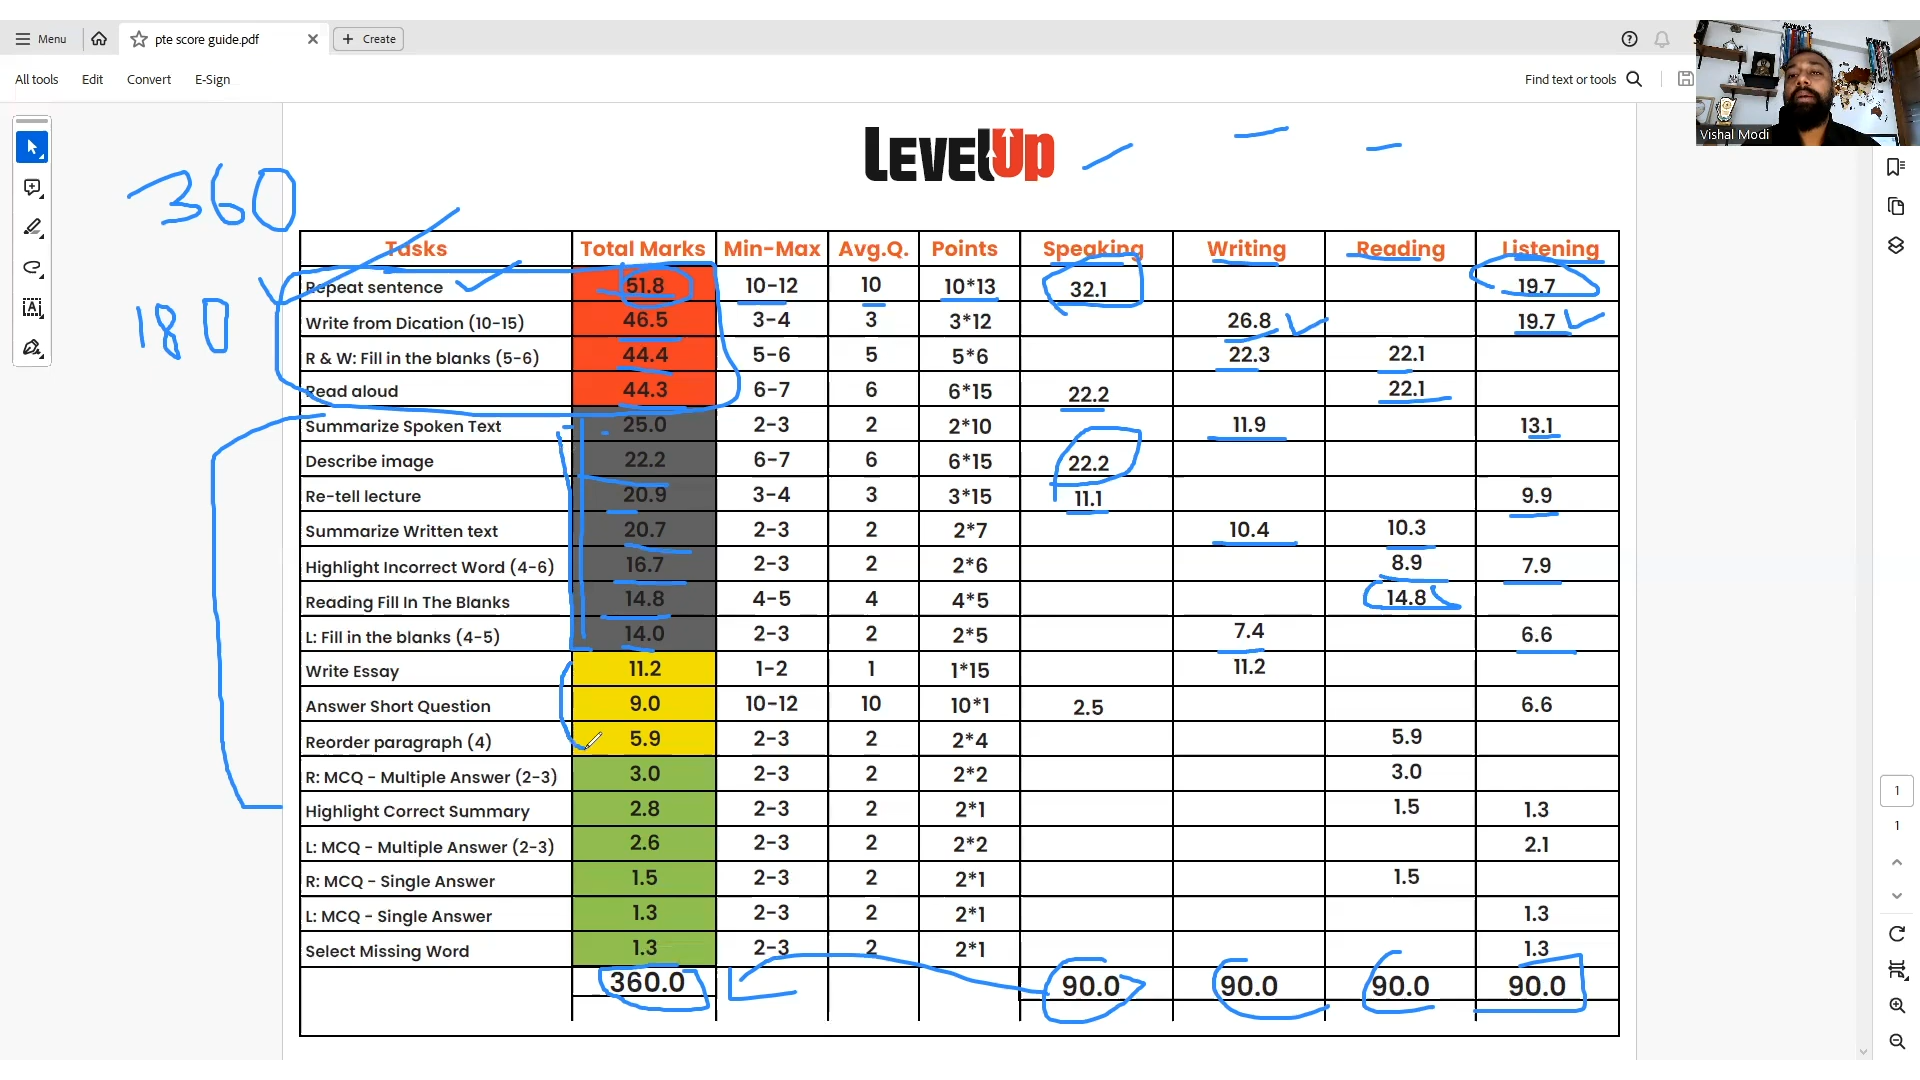 Menu pte score guide.pdf Create
All tools Edit Convert E-Sign Find text or tools
Vishal Modi
LEVELUp
360
180
Tasks Total Marks Min-Max Avg.Q. Points Speaking Writing Reading Listening
Repeat sentence 51.8 10-12 10 10*13 32.1 19.7
Write from Dication (10-15) 46.5 3-4 3 3*12 26.8 19.7
R & W: Fill in the blanks (5-6) 44.4 5-6 5 5*6 22.3 22.1
Read aloud 44.3 6-7 6 6*15 22.2 22.1
Summarize Spoken Text 25.0 2-3 2 2*10 11.9 13.1
Describe image 22.2 6-7 6 6*15 22.2
Re-tell lecture 20.9 3-4 3 3*15 11.1 9.9
Summarize Written text 20.7 2-3 2 2*7 10.4 10.3
Highlight Incorrect Word (4-6) 16.7 2-3 2 2*6 8.9 7.9
Reading Fill In The Blanks 14.8 4-5 4 4*5 14.8
L: Fill in the blanks (4-5) 14.0 2-3 2 2*5 7.4 6.6
Write Essay 11.2 1-2 1 1*15 11.2
Answer Short Question 9.0 10-12 10 10*1 2.5 6.6
Reorder paragraph (4) 5.9 2-3 2 2*4 5.9
R: MCQ - Multiple Answer (2-3) 3.0 2-3 2 2*2 3.0
Highlight Correct Summary 2.8 2-3 2 2*1 1.5 1.3
L: MCQ - Multiple Answer (2-3) 2.6 2-3 2 2*2 2.1
R: MCQ - Single Answer 1.5 2-3 2 2*1 1.5
L: MCQ - Single Answer 1.3 2-3 2 2*1 1.3
Select Missing Word 1.3 2-3 2 2*1 1.3
360.0 90.0 90.0 90.0 90.0
1
1